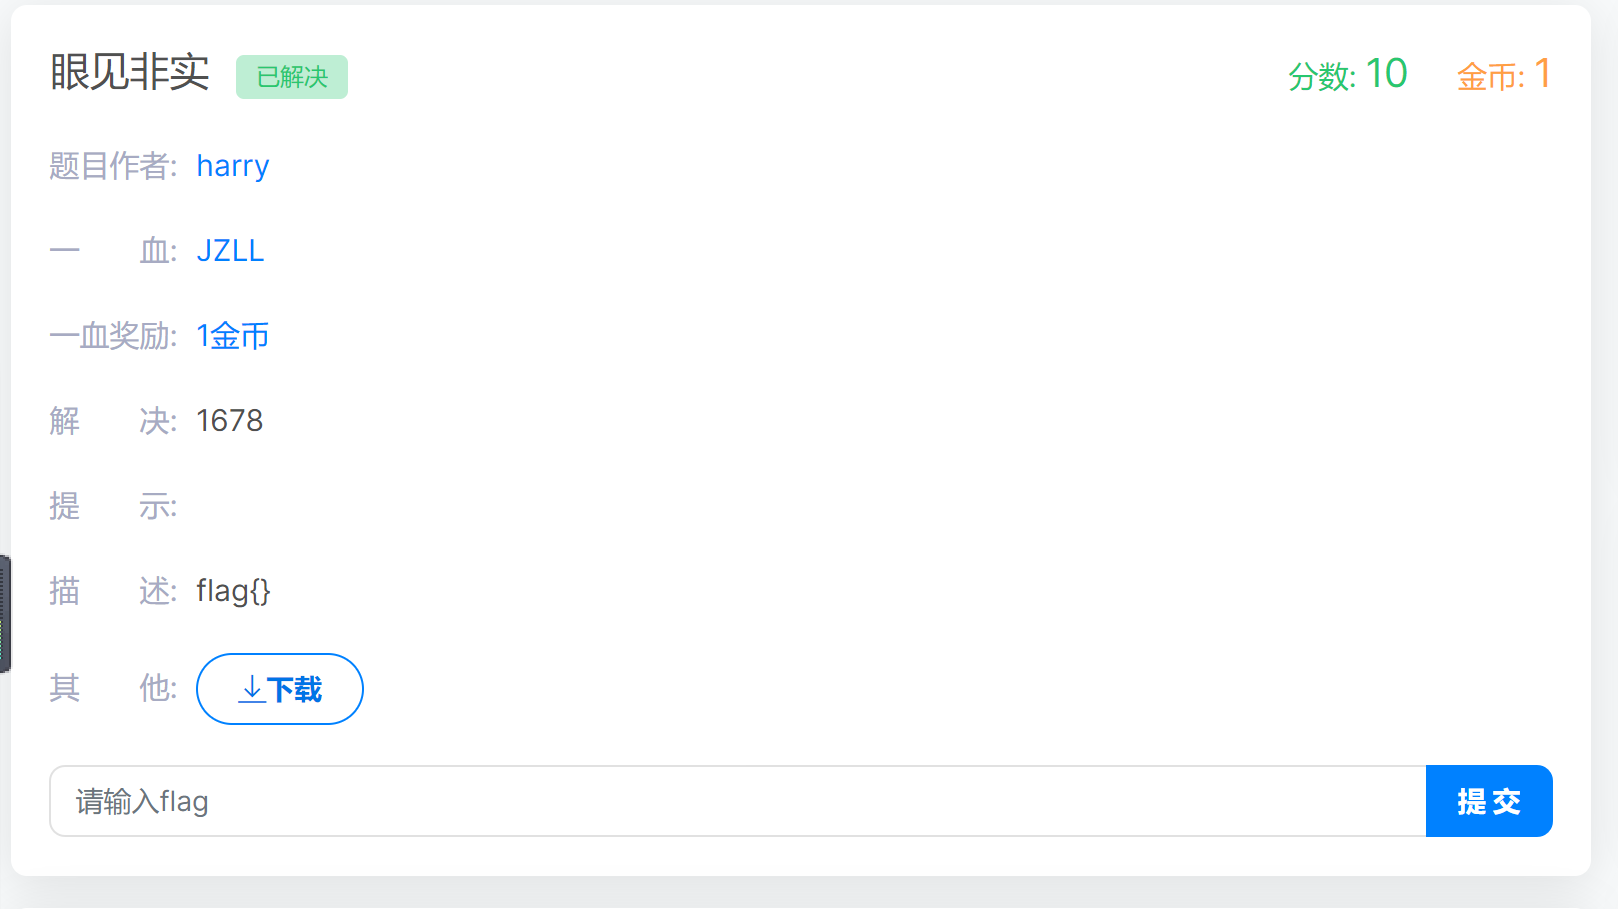 眼见非实 已解决 分数: 10 金币: 1
题目作者: harry
一 血: JZLL
一血奖励: 1金币
解 决: 1678
提 示:
描 述: flag{}
其 他: 下载
请输入flag 提交